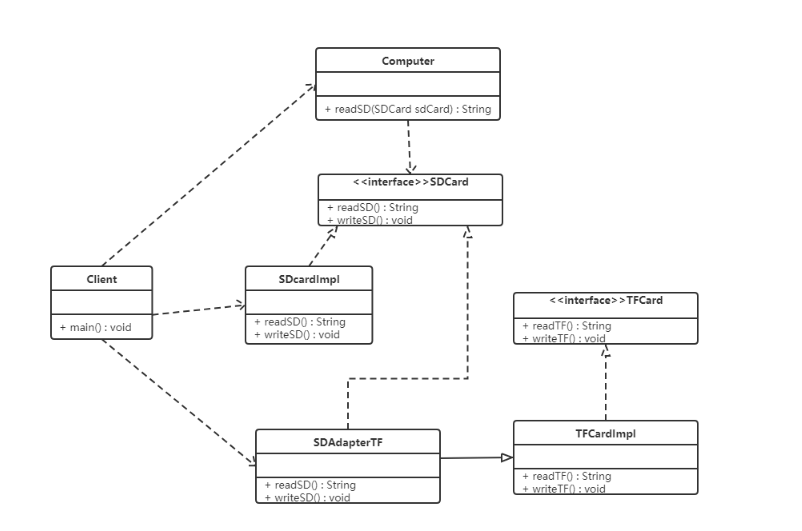 Computer
+ readSD(SDCard sdCard) : String
<<interface>>SDCard
+ readSD() : String
+ writeSD() : void
Client
+ main() : void
SDcardImpl
+ readSD() : String
+ writeSD() : void
<<interface>>TFCard
+ readTF() : String
+ writeTF() : void
SDAdapterTF
+ readSD() : String
+ writeSD() : void
TFCardImpl
+ readTF() : String
+ writeTF() : void